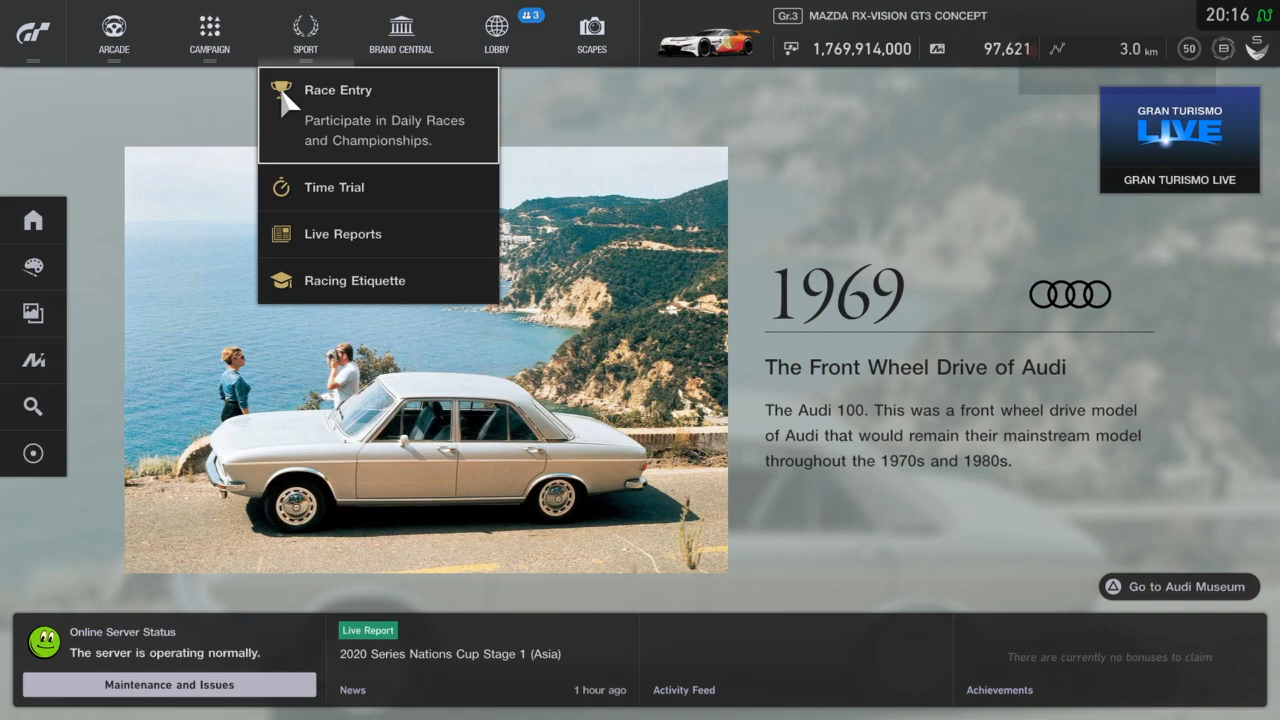 ARCADE
CAMPAIGN
SPORT
BRAND CENTRAL
LOBBY
3
SCAPES
Gr.3 MAZDA RX-VISION GT3 CONCEPT
20:16
1,769,914,000
97,621
3.0 km
50
B
S
Race Entry
Participate in Daily Races
and Championships.
Time Trial
Live Reports
Racing Etiquette
GRAN TURISMO
LIVE
GRAN TURISMO LIVE
1969
The Front Wheel Drive of Audi
The Audi 100. This was a front wheel drive model
of Audi that would remain their mainstream model
throughout the 1970s and 1980s.
Go to Audi Museum
Online Server Status
The server is operating normally.
Maintenance and Issues
Live Report
2020 Series Nations Cup Stage 1 (Asia)
News
1 hour ago
Activity Feed
There are currently no bonuses to claim
Achievements